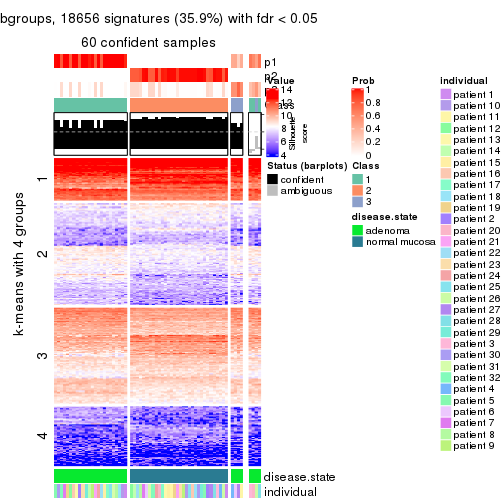 bgroups, 18656 signatures (35.9%) with fdr < 0.05
60 confident samples
p1
p2
p3
Class
Silhouette
score
k-means with 4 groups
1
2
3
4
disease.state
individual
Value
14
12
10
8
6
4
Prob
1
0.8
0.6
0.4
0.2
0
Status (barplots)
confident
ambiguous
Class
1
2
3
disease.state
adenoma
normal mucosa
individual
patient 1
patient 10
patient 11
patient 12
patient 13
patient 14
patient 15
patient 16
patient 17
patient 18
patient 19
patient 2
patient 20
patient 21
patient 22
patient 23
patient 24
patient 25
patient 26
patient 27
patient 28
patient 29
patient 3
patient 30
patient 31
patient 32
patient 4
patient 5
patient 6
patient 7
patient 8
patient 9